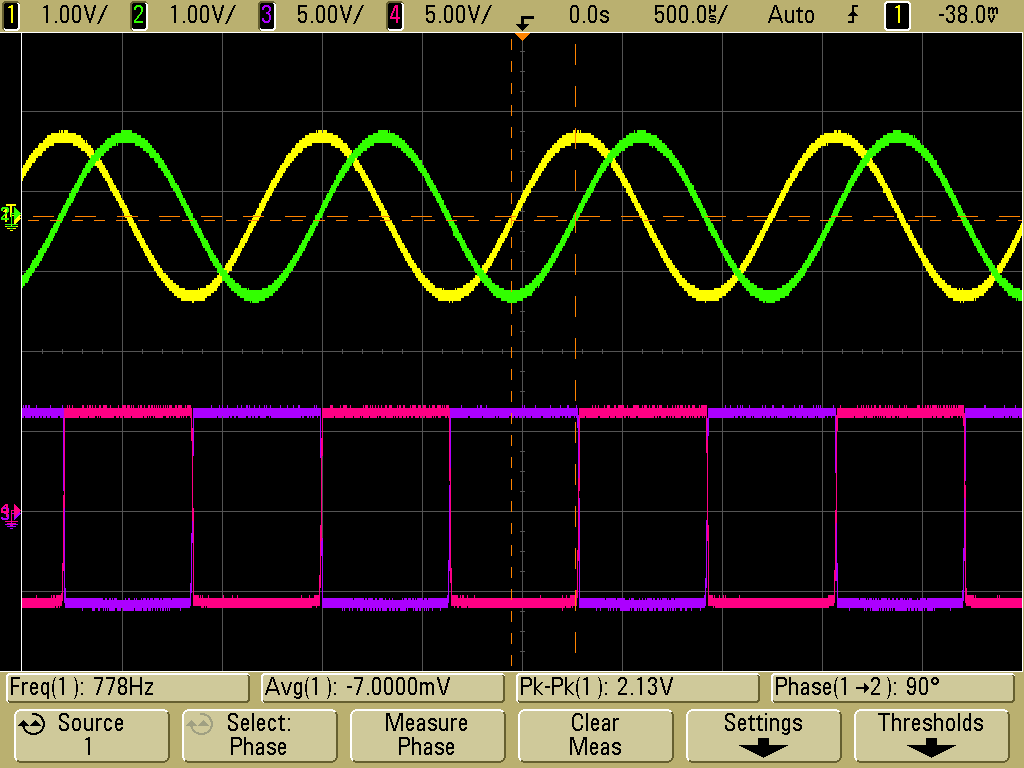 1 1.00V/ 2 1.00V/ 3 5.00V/ 4 5.00V/ 0.0s 500.0µs/ Auto 1 -38.0mV
Freq(1): 778Hz Avg(1): -7.0000mV Pk-Pk(1): 2.13V Phase(1→2): 90°
Source Select: Measure Clear Settings Thresholds
1 Phase Phase Meas